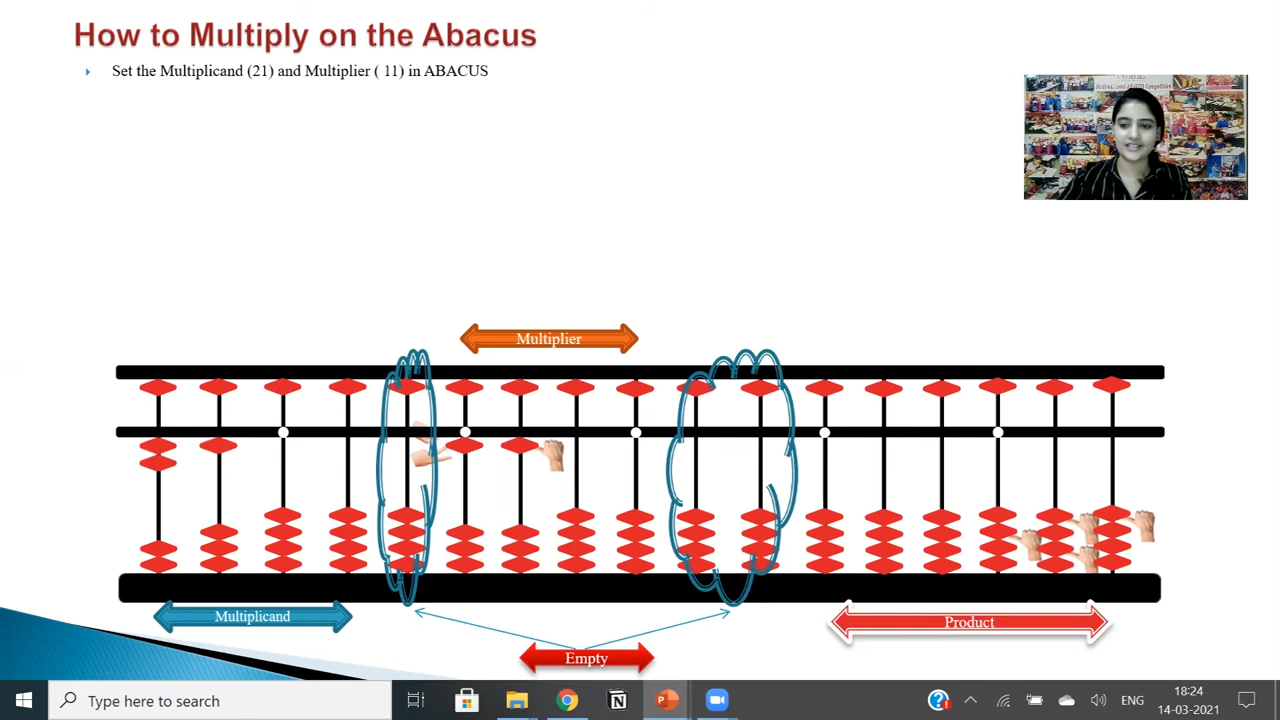 How to Multiply on the Abacus
Set the Multiplicand (21) and Multiplier ( 11) in ABACUS
Multiplier
Multiplicand
Product
Empty
Type here to search
ENG
18:24
14-03-2021